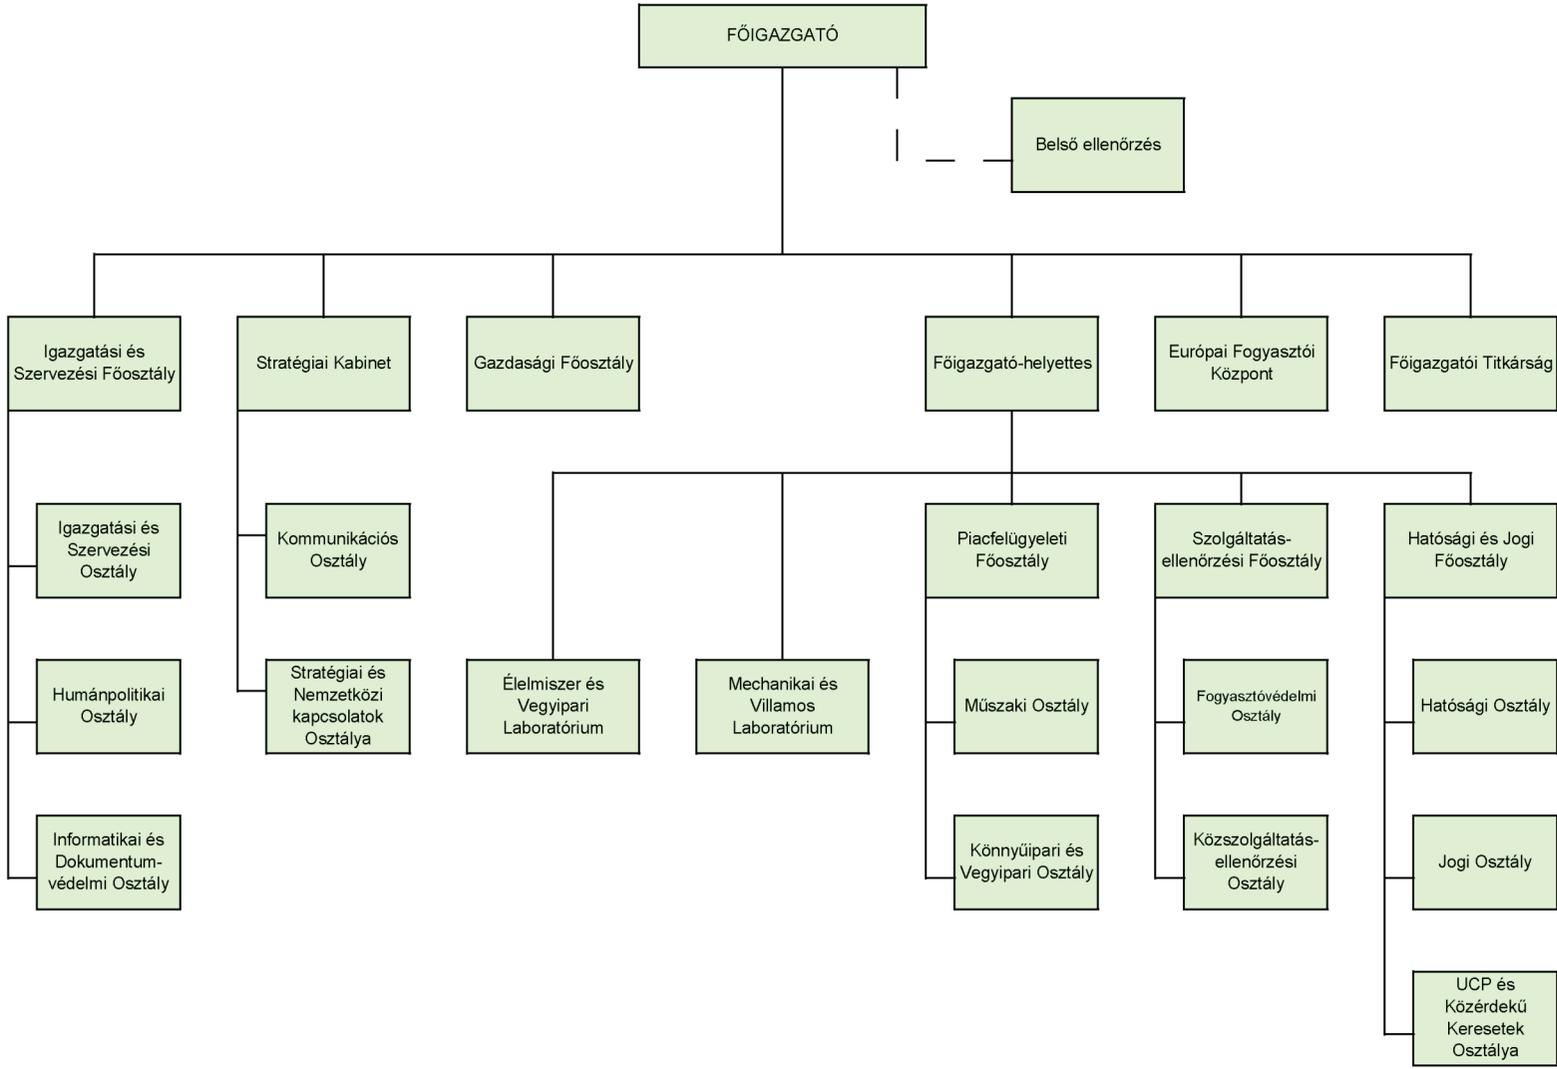 FŐIGAZGATÓ
Belső ellenőrzés
Igazgatási és
Szervezési Főosztály
Stratégiai Kabinet
Gazdasági Főosztály
Főigazgató-helyettes
Európai Fogyasztói
Központ
Főigazgatói Titkárság
Igazgatási és
Szervezési
Osztály
Kommunikációs
Osztály
Piacfelügyeleti
Főosztály
Szolgáltatás-
ellenőrzési Főosztály
Hatósági és Jogi
Főosztály
Humánpolitikai
Osztály
Stratégiai és
Nemzetközi
kapcsolatok
Osztálya
Élelmiszer és
Vegyipari
Laboratórium
Mechanikai és
Villamos
Laboratórium
Műszaki Osztály
Fogyasztóvédelmi
Osztály
Hatósági Osztály
Informatikai és
Dokumentum-
védelmi Osztály
Könnyűipari és
Vegyipari Osztály
Közszolgáltatás-
ellenőrzési
Osztály
Jogi Osztály
UCP és
Közérdekű
Keresetek
Osztálya